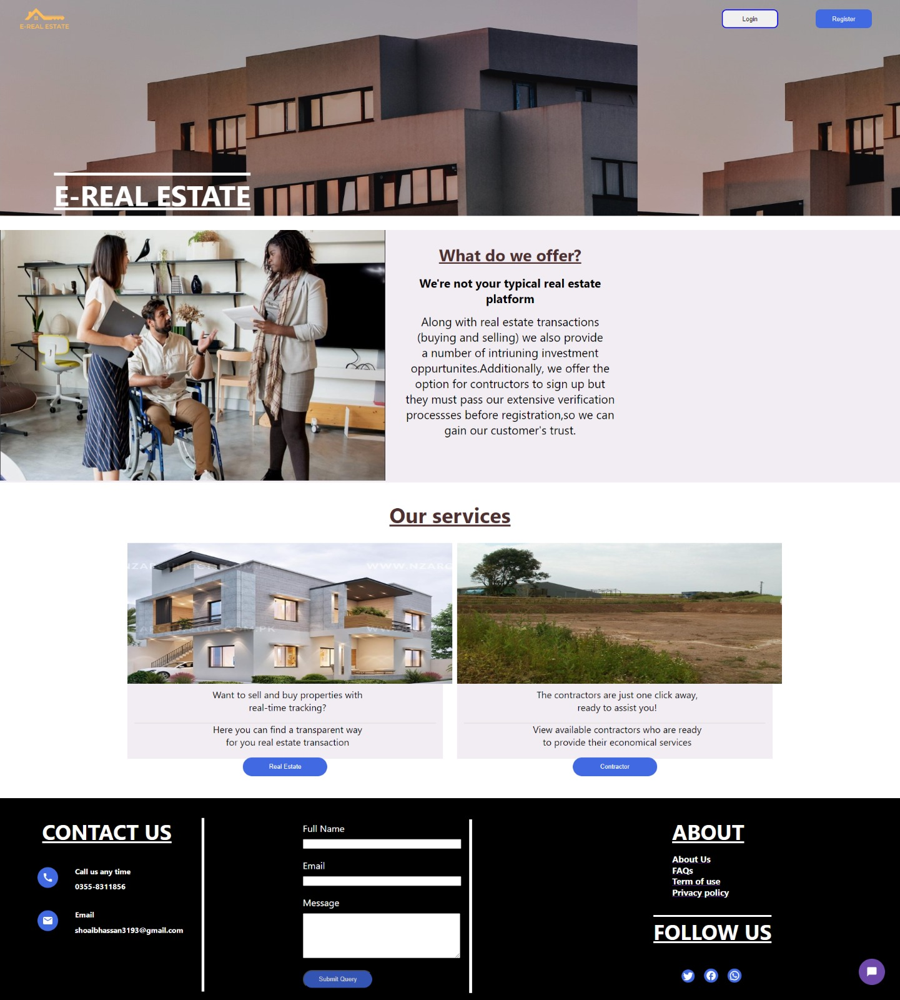 E-REAL ESTATE
Login
Register
E-REAL ESTATE
What do we offer?
We're not your typical real estate
platform
Along with real estate transactions
(buying and selling) we also provide
a number of intriuning investment
oppurtunites.Additionally, we offer the
option for contructors to sign up but
they must pass our extensive verification
processses before registration,so we can
gain our customer's trust.
Our services
WWW.NZARC
Want to sell and buy properties with
real-time tracking?
Here you can find a transparent way
for you real estate transaction
Real Estate
The contractors are just one click away,
ready to assist you!
View available contractors who are ready
to provide their economical services
Contractor
CONTACT US
Call us any time
0355-8311856
Email
shoaibhassan3193@gmail.com
Full Name
Email
Message
Submit Query
ABOUT
About Us
FAQs
Term of use
Privacy policy
FOLLOW US